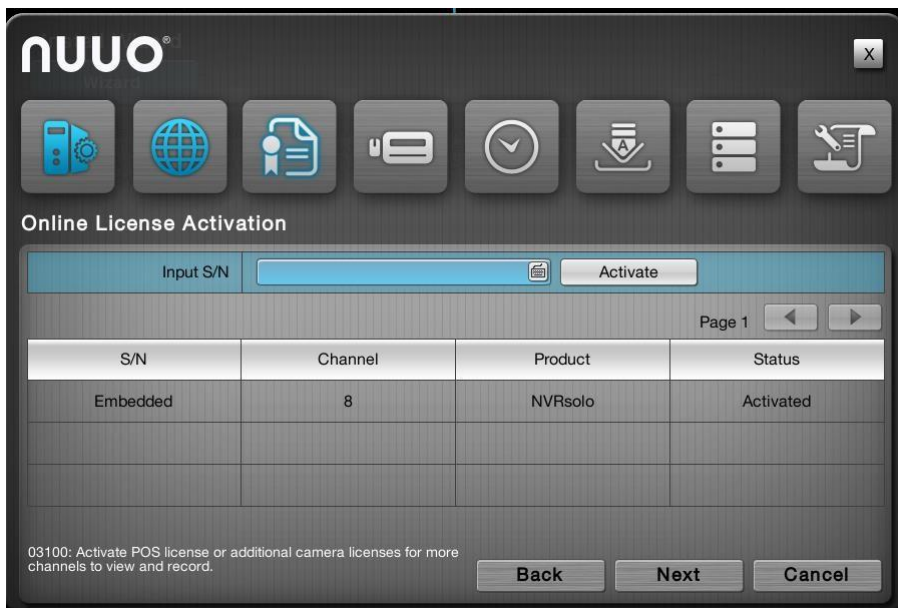 nUUO®
Wizard
X
A
Online License Activation
Input S/N
Activate
Page 1
S/N Channel Product Status
Embedded 8 NVRsolo Activated
03100: Activate POS license or additional camera licenses for more
channels to view and record.
Back Next Cancel